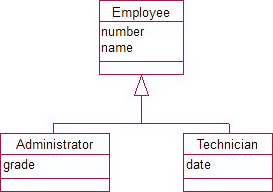 Employee
number
name
Administrator
grade
Technician
date